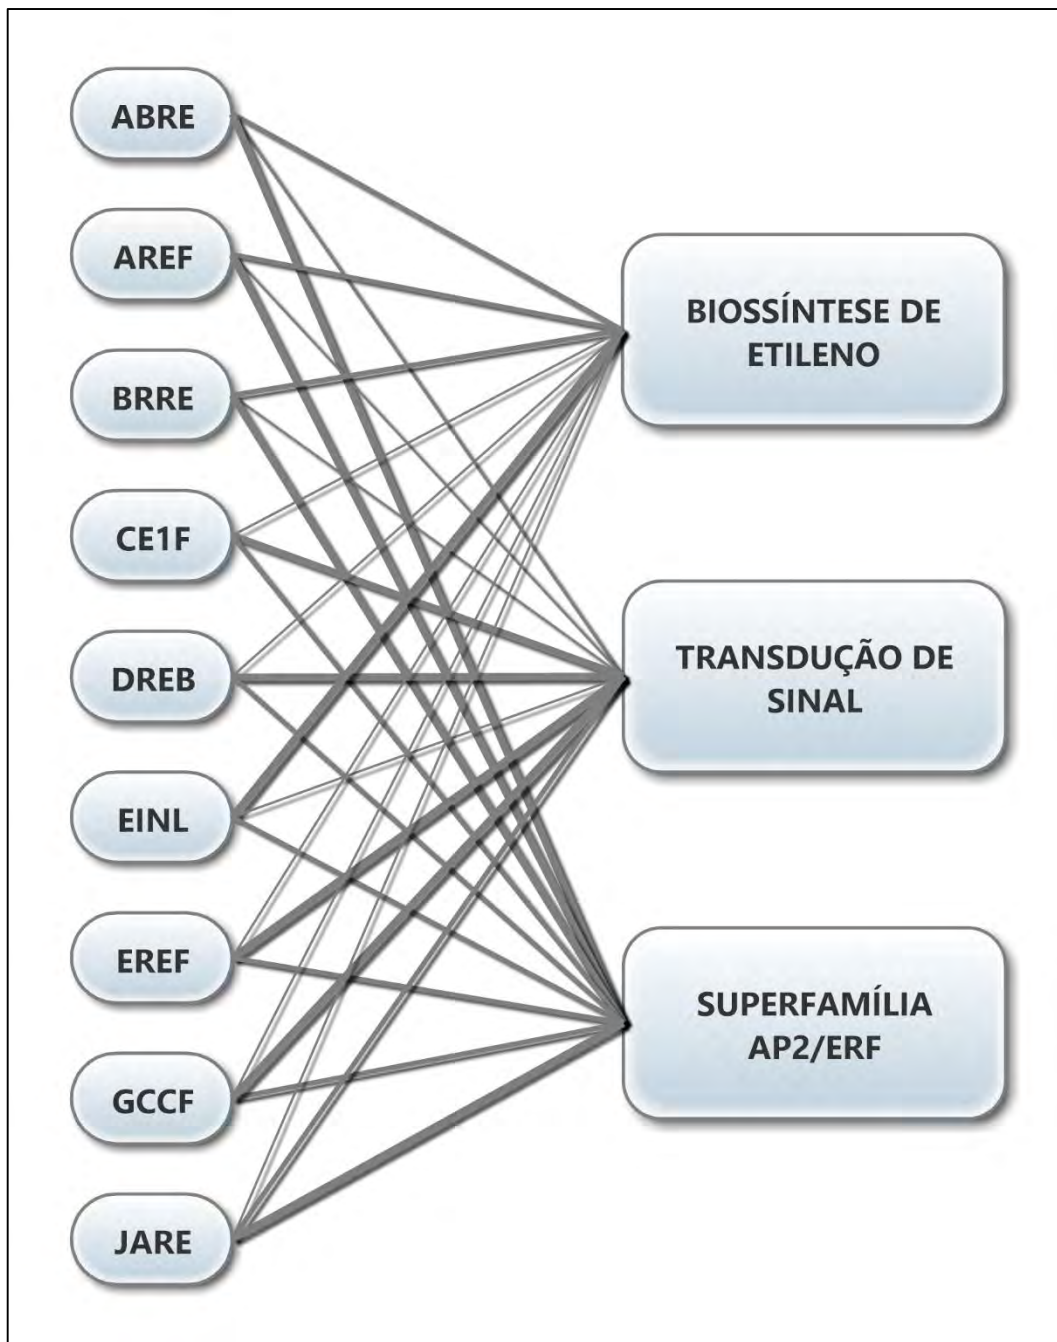 ABRE
AREF
BRRE
CE1F
DREB
EINL
EREF
GCCF
JARE
BIOSSÍNTESE DE
ETILENO
TRANSDUÇÃO DE
SINAL
SUPERFAMÍLIA
AP2/ERF